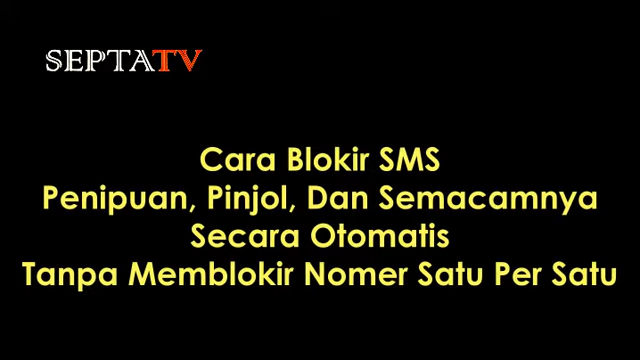 SEPTATV
Cara Blokir SMS
Penipuan, Pinjol, Dan Semacamnya
Secara Otomatis
Tanpa Memblokir Nomer Satu Per Satu